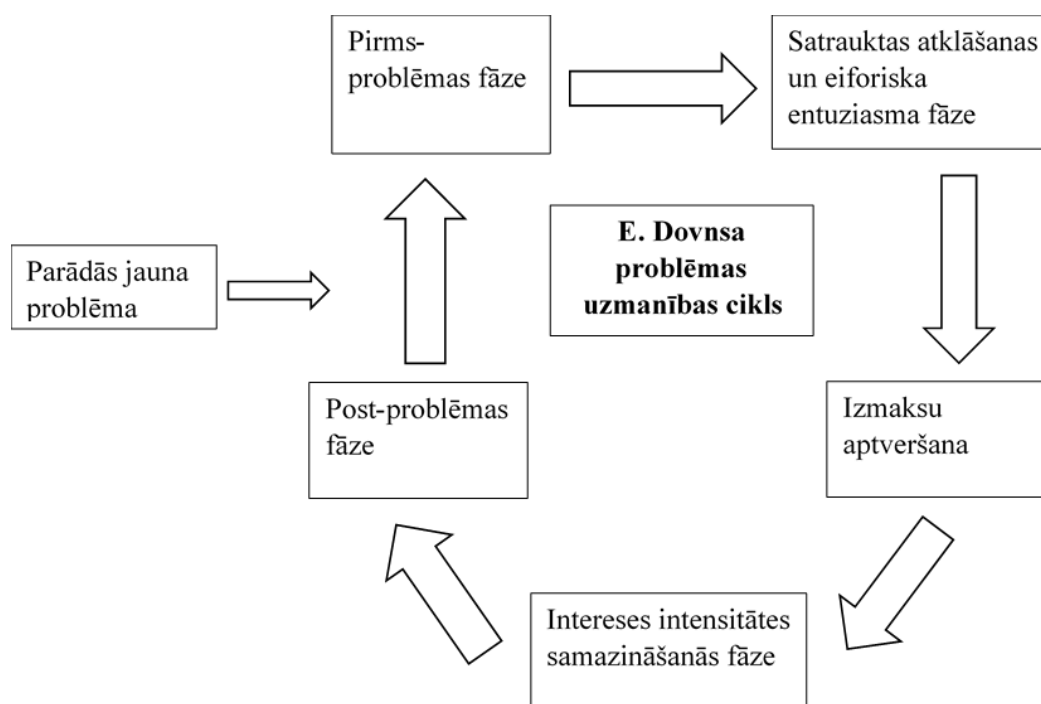 Pirms-
problēmas fāze
Satrauktas atklāšanas
un eiforiska
entuziasma fāze
E. Dovnsa
problēmas
uzmanības cikls
Parādās jauna
problēma
Post-problēmas
fāze
Izmaksu
aptveršana
Intereses intensitātes
samazināšanās fāze